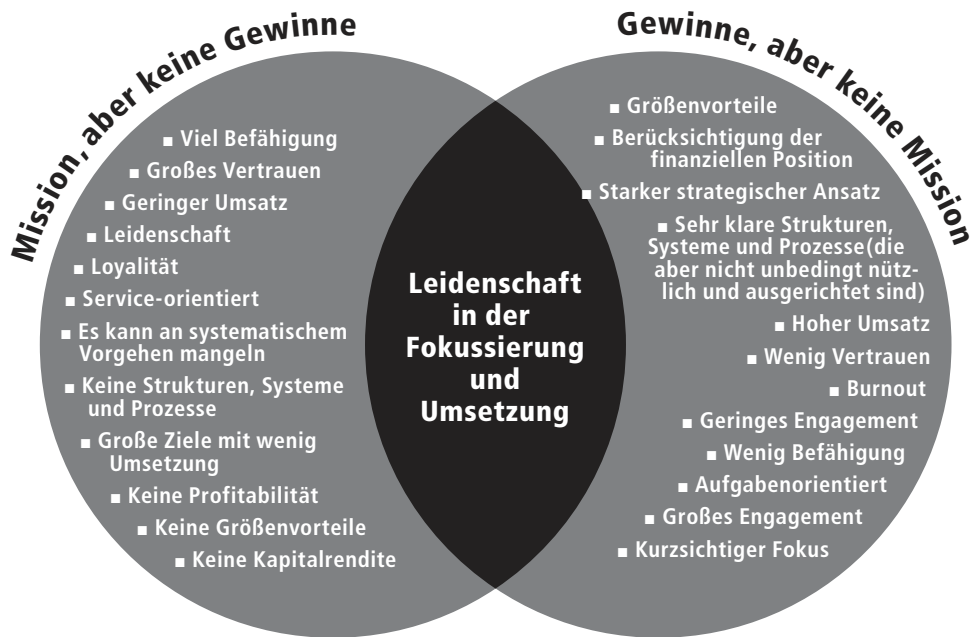 Mission, aber keine Gewinne
■ Viel Befähigung
■ Großes Vertrauen
■ Geringer Umsatz
■ Leidenschaft
■ Loyalität
■ Service-orientiert
■ Es kann an systematischem
Vorgehen mangeln
■ Keine Strukturen, Systeme
und Prozesse
■ Große Ziele mit wenig
Umsetzung
■ Keine Profitabilität
■ Keine Größenvorteile
■ Keine Kapitalrendite
Leidenschaft
in der
Fokussierung
und
Umsetzung
Gewinne, aber keine Mission
■ Größenvorteile
■ Berücksichtigung der
finanziellen Position
■ Starker strategischer Ansatz
■ Sehr klare Strukturen,
Systeme und Prozesse(die
aber nicht unbedingt nütz-
lich und ausgerichtet sind)
■ Hoher Umsatz
■ Wenig Vertrauen
■ Burnout
■ Geringes Engagement
■ Wenig Befähigung
■ Aufgabenorientiert
■ Großes Engagement
■ Kurzsichtiger Fokus